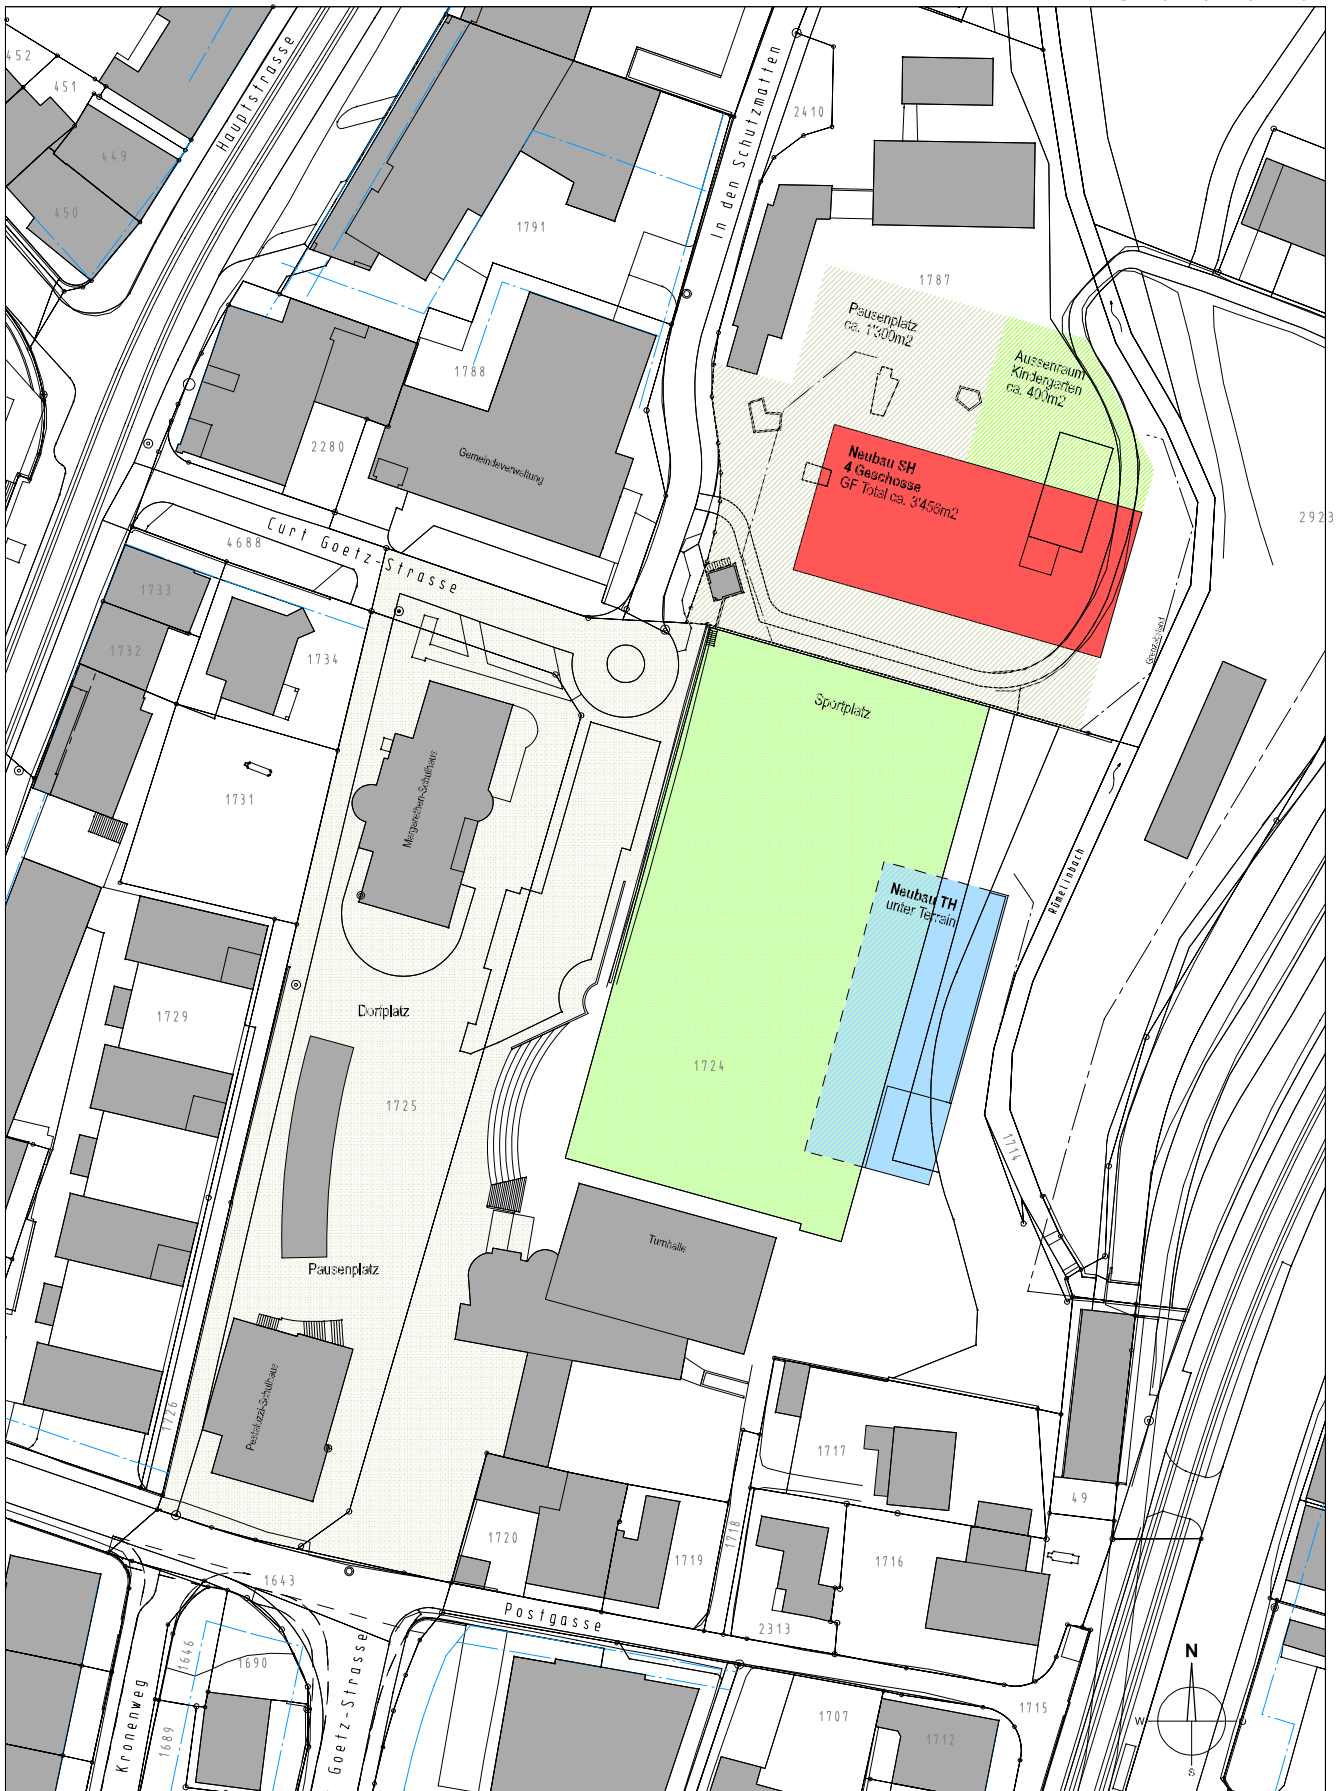 452
451
449
450
Hauptstrasse
In den Schutzmatten
2410
1791
1787
Pausenplatz
ca. 1'300m2
Aussenraum
Kindergarten
ca. 400m2
1788
2280
Gemeindeverwaltung
Neubau SH
4 Geschosse
GF Total ca. 3'456m2
2923
Curt Goetz-Strasse
4688
1733
1732
1734
Sportplatz
Margarethen-Schulhaus
1731
Rümelinbach
Neubau TH
unter Terrain
Dorfplatz
1729
1724
1725
1714
Turnhalle
Pausenplatz
Pestalozzi-Schulhaus
1726
1717
49
1720
1719
1718
1716
1643
Postgasse
2313
1646
1690
Kronenweg
1689
Goetz-Strasse
1707
1712
1715
N
W
S